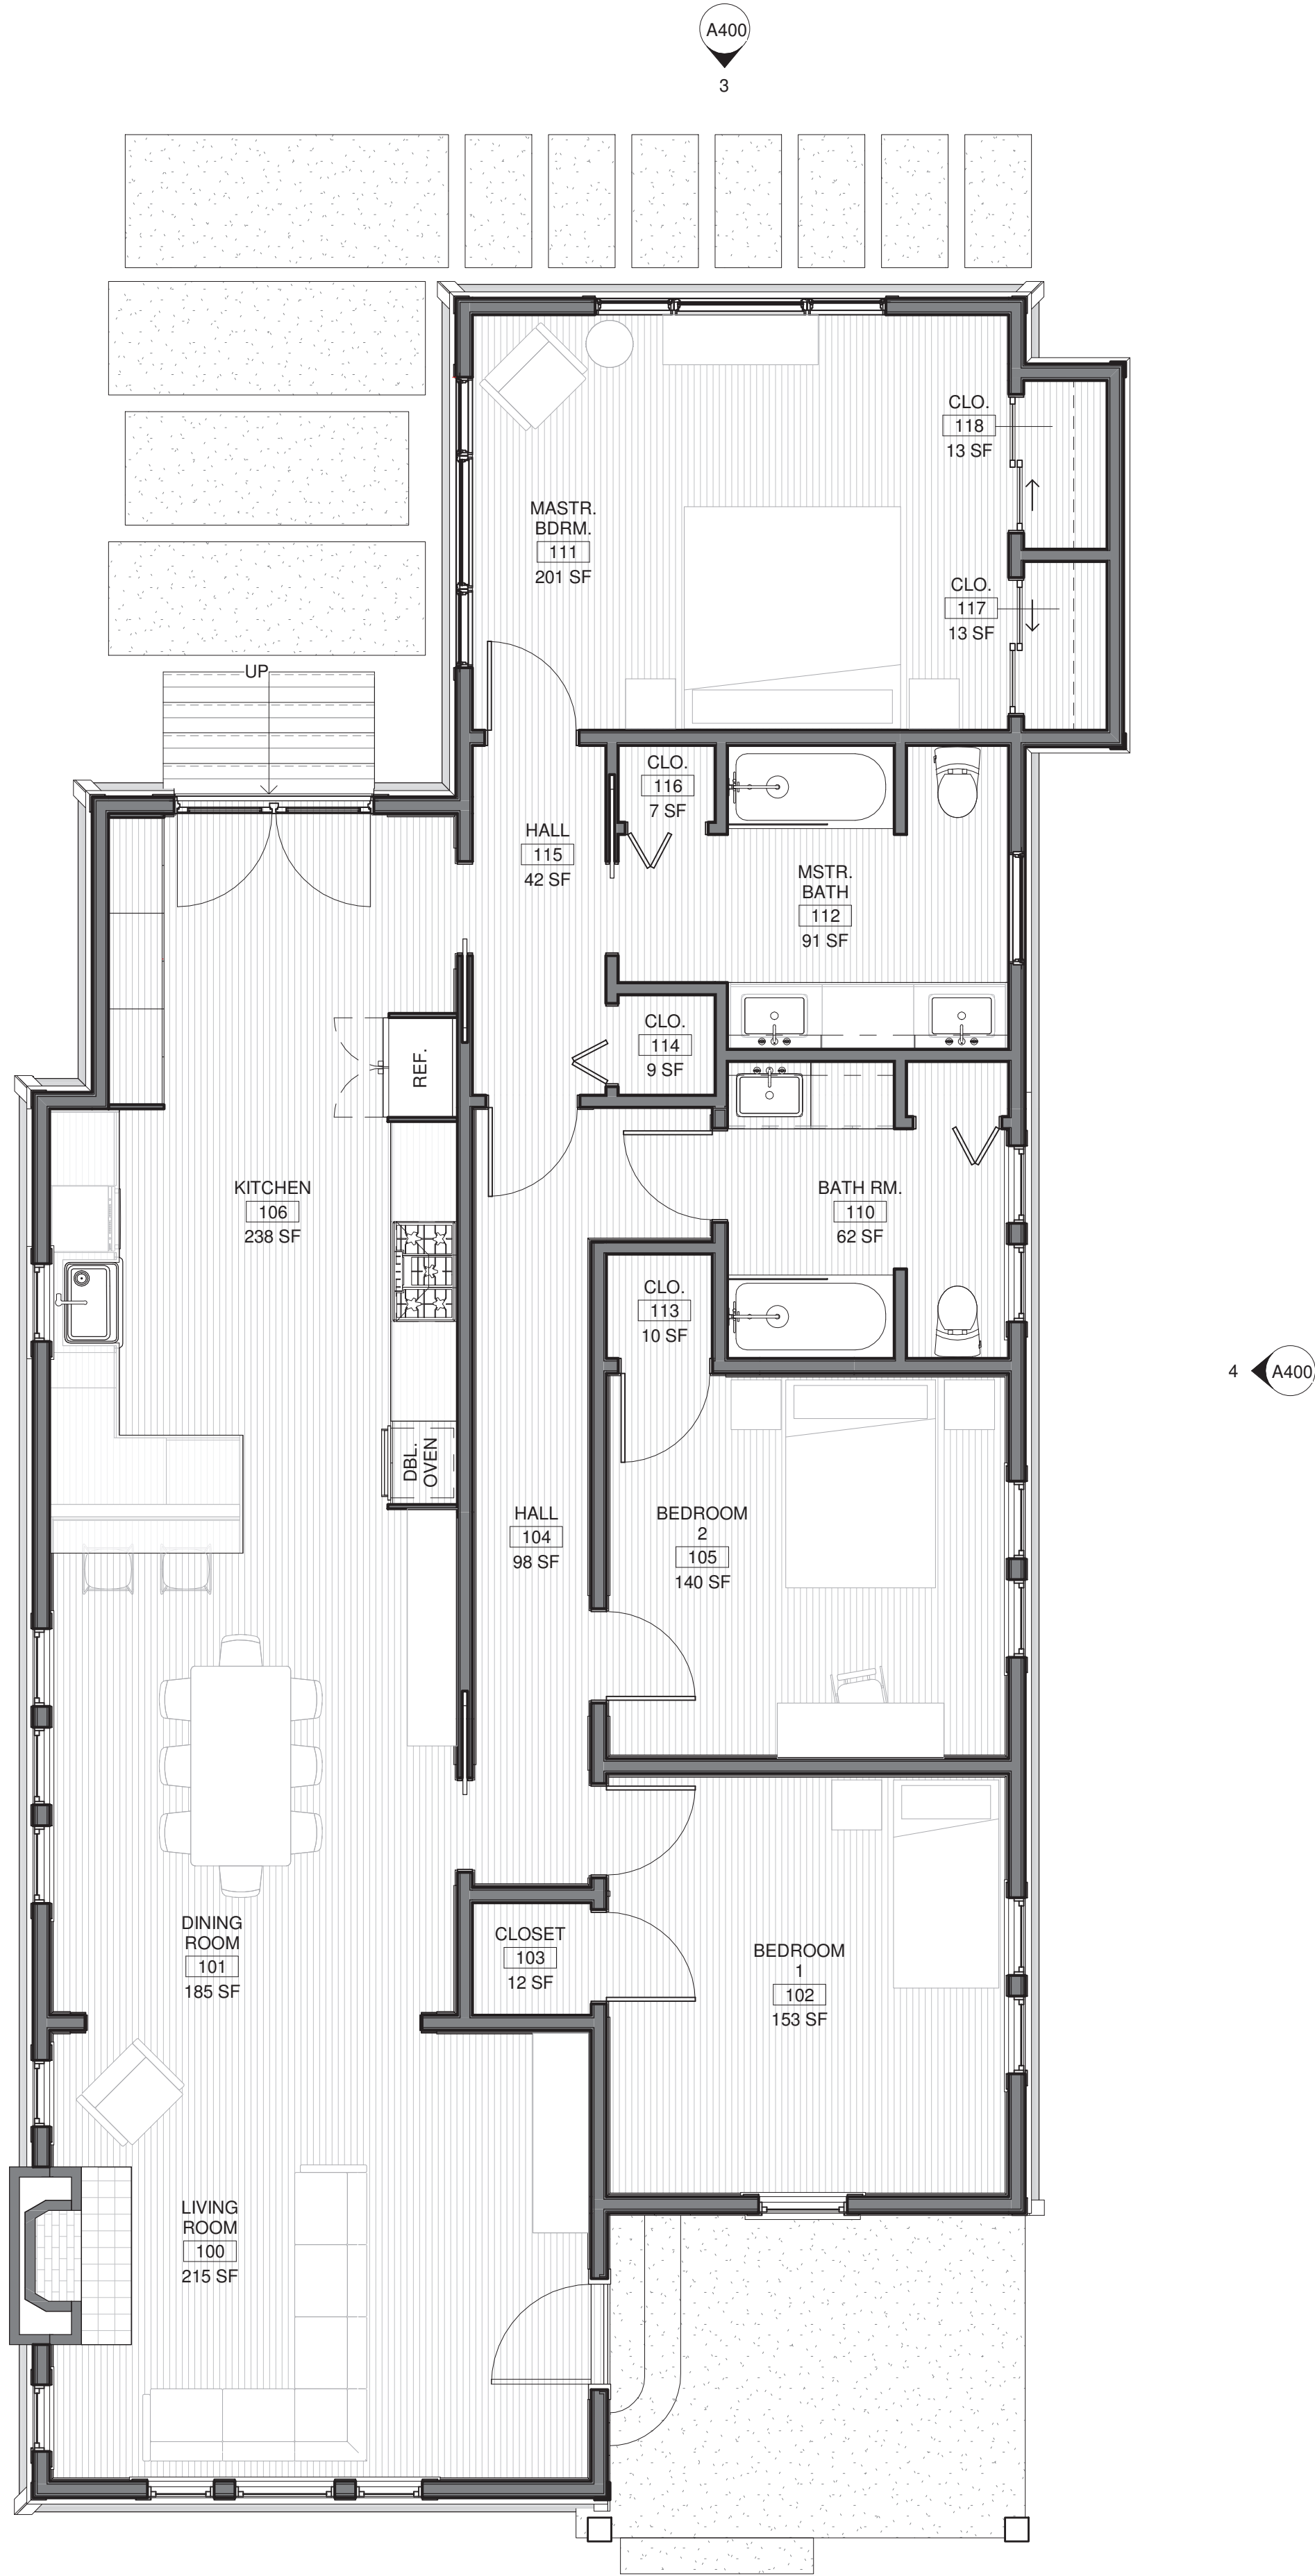 A400
3
CLO.
118
13 SF
MASTR.
BDRM.
111
201 SF
CLO.
117
13 SF
UP
CLO.
116
7 SF
HALL
115
42 SF
MSTR.
BATH
112
91 SF
CLO.
114
9 SF
REF.
KITCHEN
106
238 SF
BATH RM.
110
62 SF
CLO.
113
10 SF
4
A400
DBL.
OVEN
HALL
104
98 SF
BEDROOM
2
105
140 SF
DINING
ROOM
101
185 SF
CLOSET
103
12 SF
BEDROOM
1
102
153 SF
LIVING
ROOM
100
215 SF